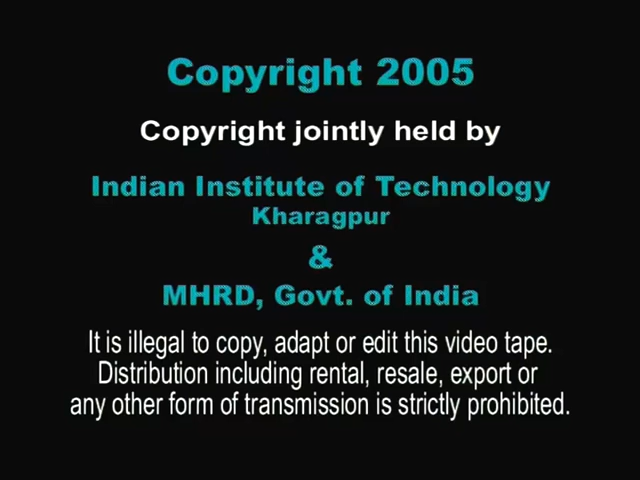 Copyright 2005
Copyright jointly held by
Indian Institute of Technology
Kharagpur
&
MHRD, Govt. of India
It is illegal to copy, adapt or edit this video tape.
Distribution including rental, resale, export or
any other form of transmission is strictly prohibited.